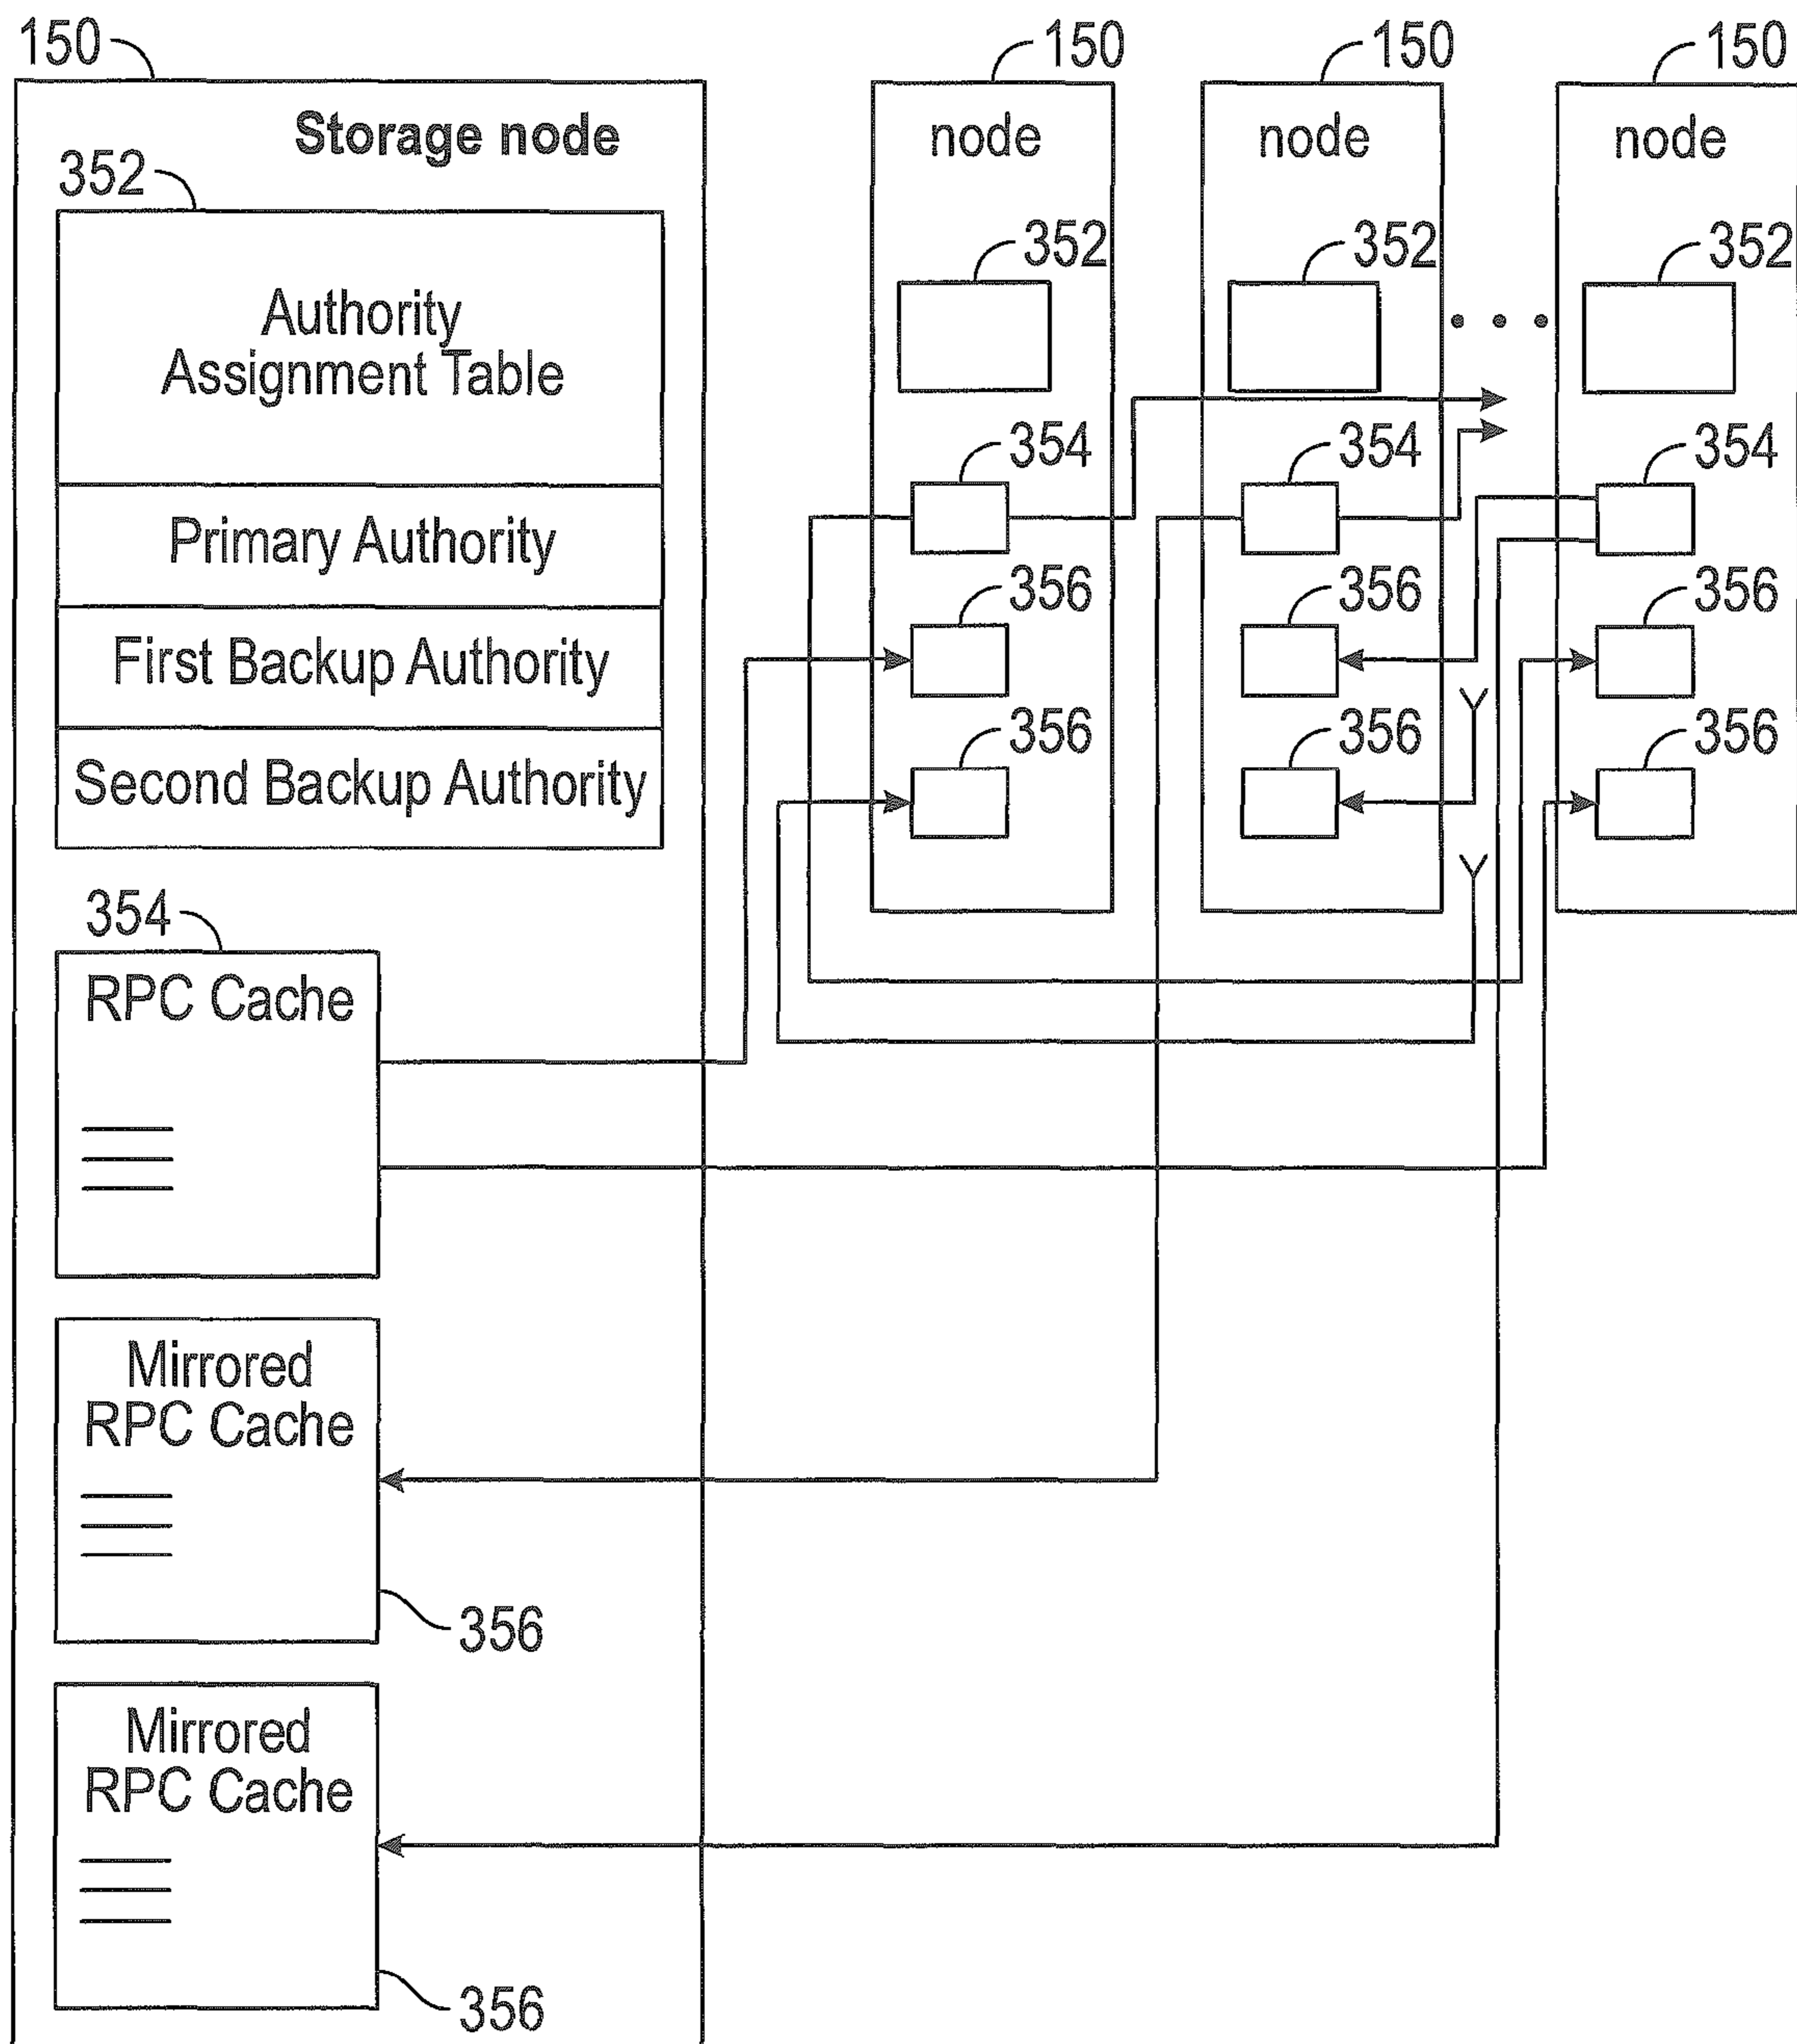 150
150
150
150
Storage node
node
node
node
352
352
352
352
Authority
Assignment Table
354
354
354
Primary Authority
356
356
356
First Backup Authority
356
356
356
Second Backup Authority
354
RPC Cache
Mirrored
RPC Cache
356
Mirrored
RPC Cache
356